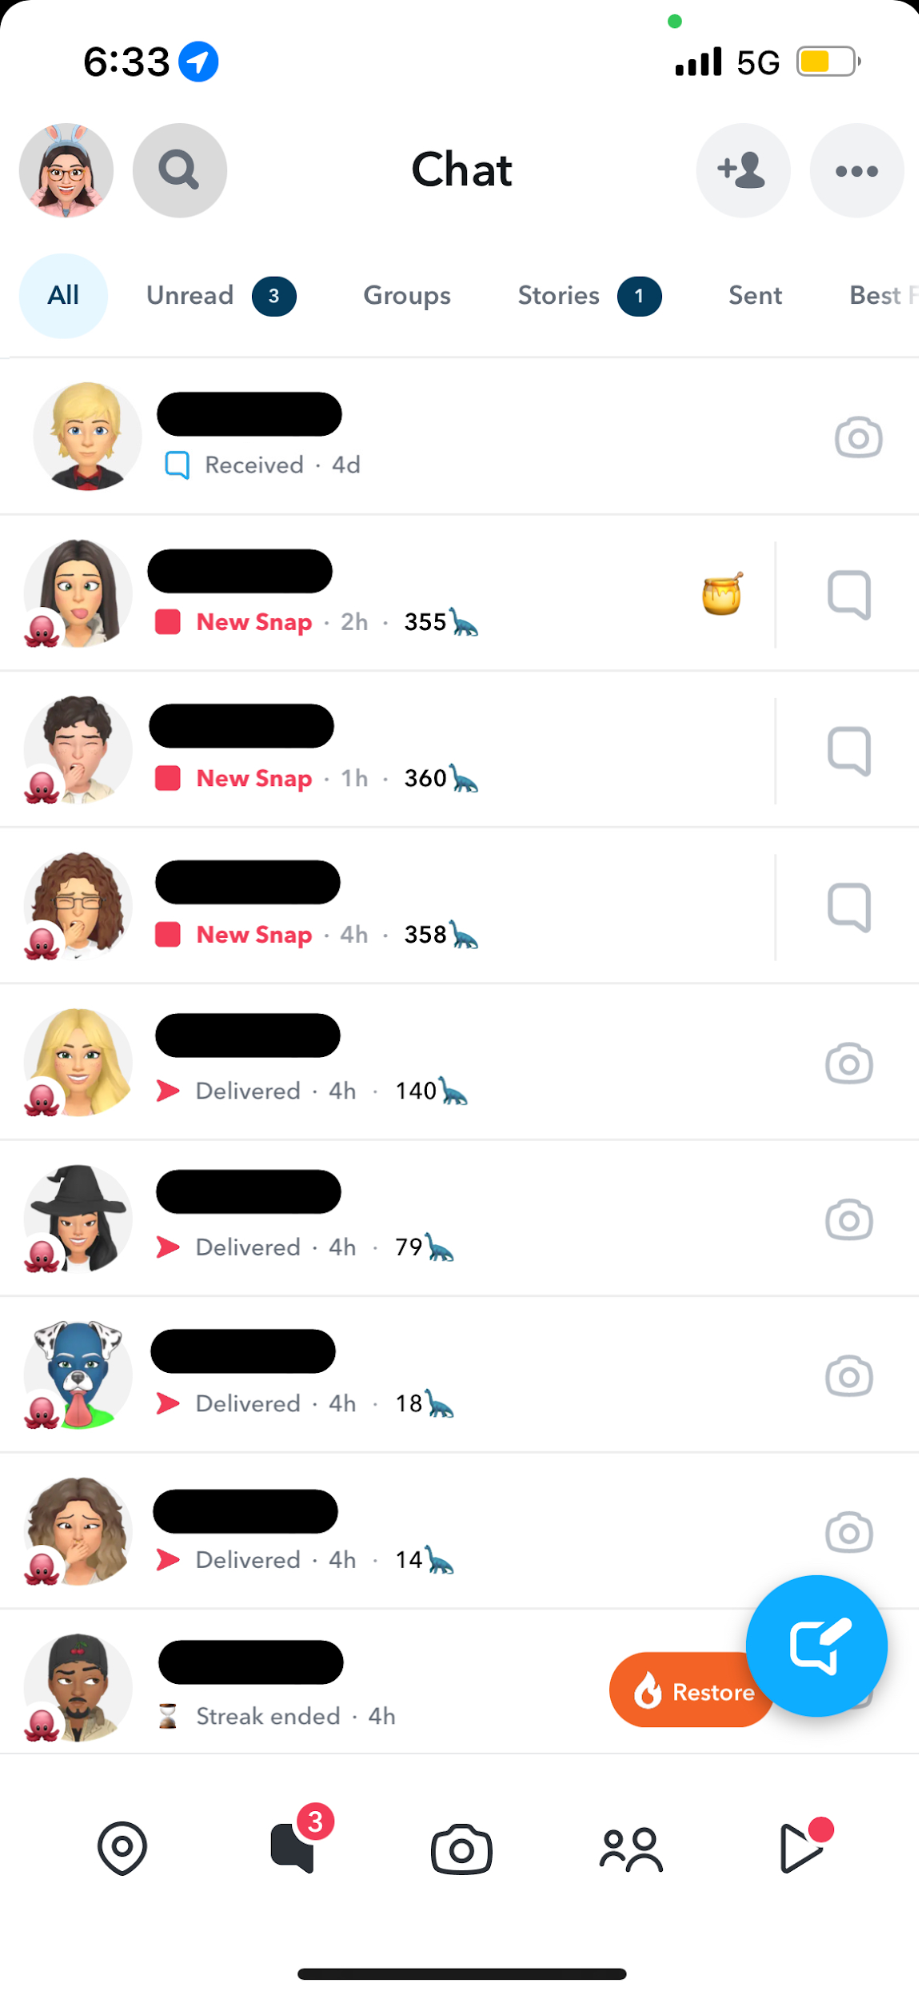 6:33 5G
Chat
All Unread 3 Groups Stories 1 Sent Best F
Received · 4d
New Snap · 2h · 355🦕
New Snap · 1h · 360🦕
New Snap · 4h · 358🦕
Delivered · 4h · 140🦕
Delivered · 4h · 79🦕
Delivered · 4h · 18🦕
Delivered · 4h · 14🦕
Streak ended · 4h
Restore
3